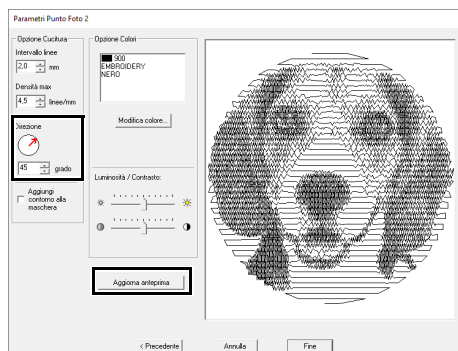 Parametri Punto Foto 2
Opzione Cucitura
Intervallo linee
2,0 mm
Densità max
4,5 linee/mm
Direzione
45 grado
Aggiungi
contorno alla
maschera
Opzione Colori
900
EMBROIDERY
NERO
Modifica colore...
Luminosità / Contrasto:
Aggiorna anteprima
< Precedente
Annulla
Fine